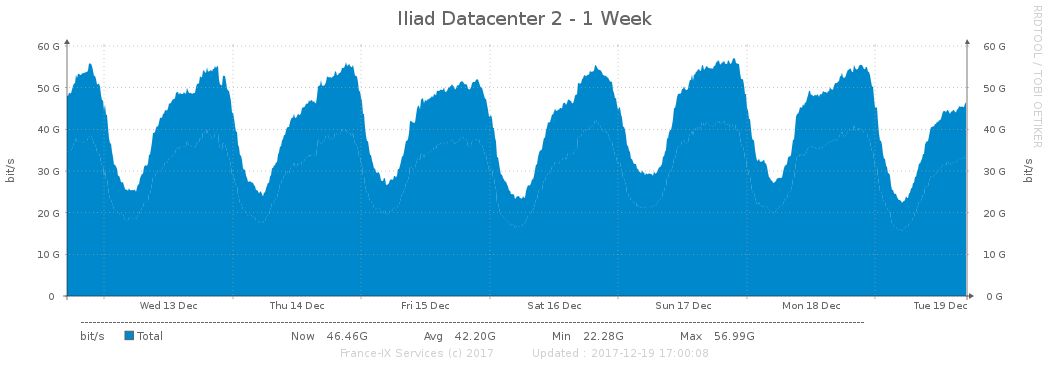 Iliad Datacenter 2 - 1 Week
RRDTOOL / TOBI OETIKER
60 G 60 G
50 G 50 G
40 G 40 G
30 G 30 G
20 G 20 G
10 G 10 G
0 0 G
bit/s
bit/s
Wed 13 Dec Thu 14 Dec Fri 15 Dec Sat 16 Dec Sun 17 Dec Mon 18 Dec Tue 19 Dec
bit/s Total Now 46.46G Avg 42.20G Min 22.28G Max 56.99G
France-IX Services (c) 2017 Updated : 2017-12-19 17:00:08